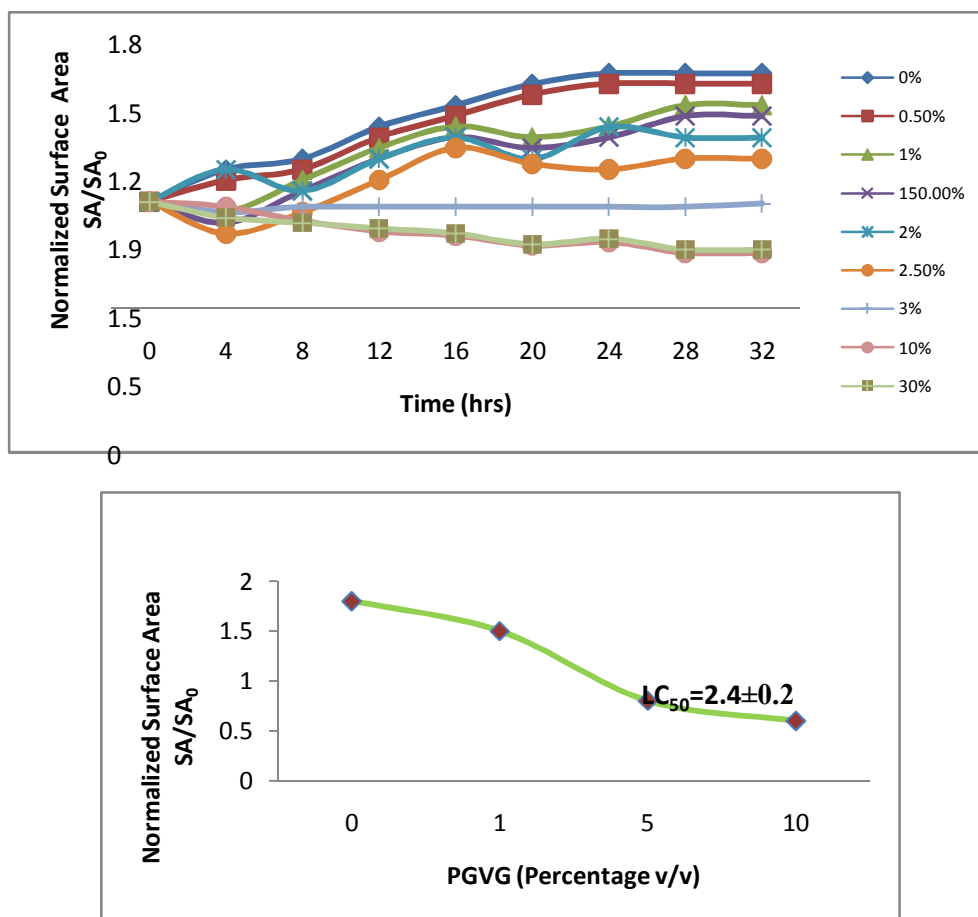 Normalized Surface Area
SA/SA₀
1.8
1.5
1.2
1.9
1.5
0.5
0
0 4 8 12 16 20 24 28 32
Time (hrs)
0%
0.50%
1%
150.00%
2%
2.50%
3%
10%
30%
Normalized Surface Area
SA/SA₀
2
1.5
1
0.5
0
LC₅₀=2.4±0.2
0 1 5 10
PGVG (Percentage v/v)